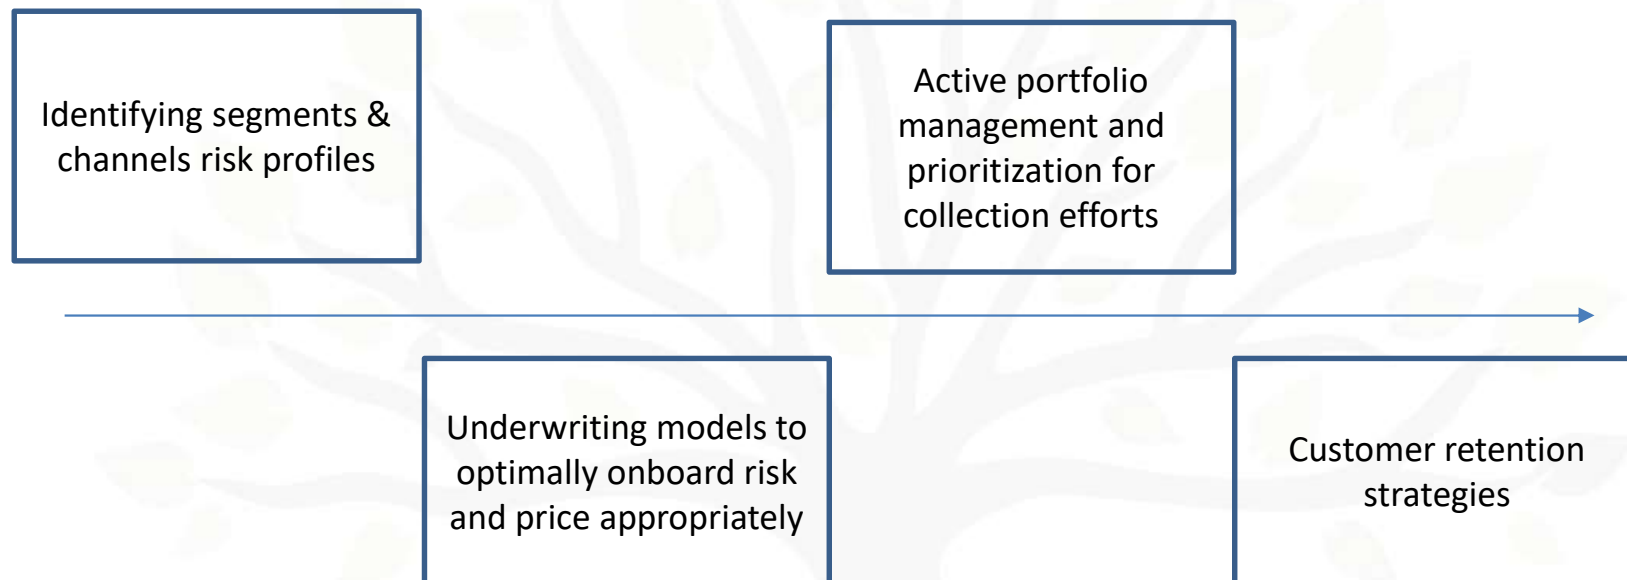 Identifying segments &
channels risk profiles
Active portfolio
management and
prioritization for
collection efforts
Underwriting models to
optimally onboard risk
and price appropriately
Customer retention
strategies